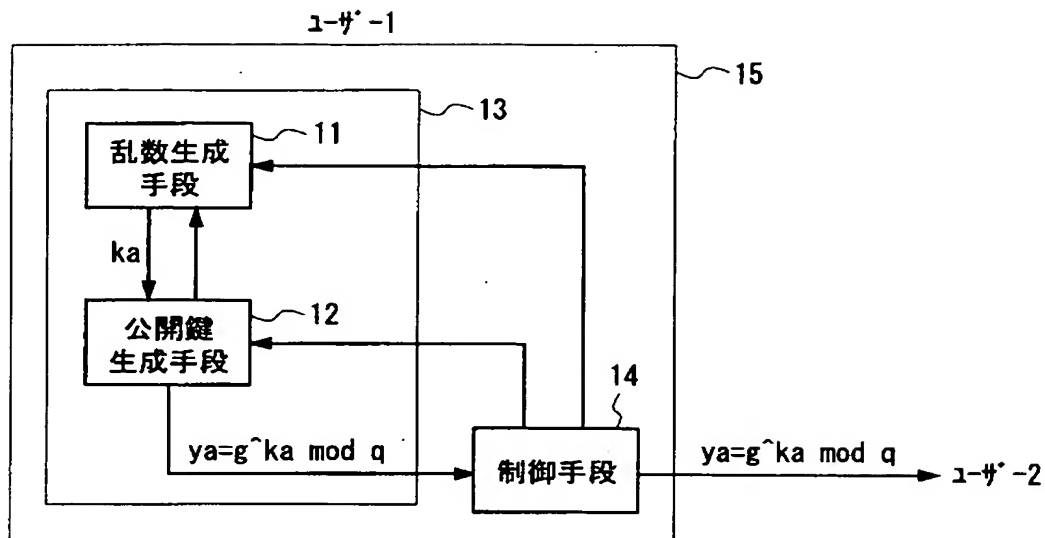 ﾕｰｻﾞｰ1
15
13
11
乱数生成
手段
ka
12
公開鍵
生成手段
14
ya=g^ka mod q
制御手段
ya=g^ka mod q
ﾕｰｻﾞｰ2